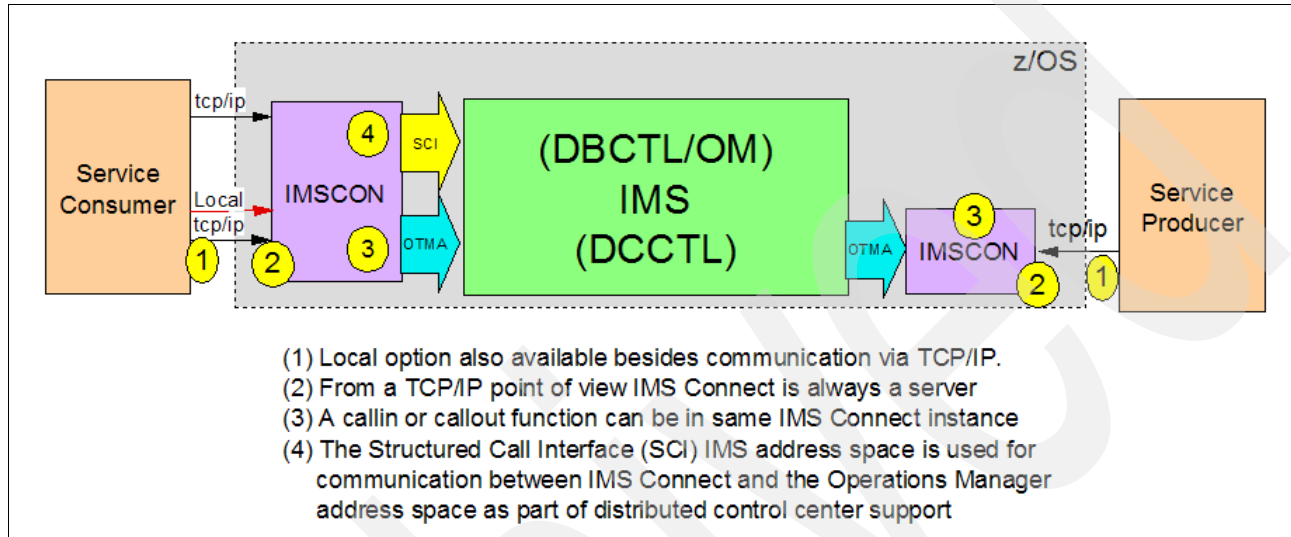 z/OS
tcp/ip
Service
Consumer
Local
tcp/ip
1
2
IMSCON
4
3
SCI
OTMA
(DBCTL/OM)
IMS
(DCCTL)
OTMA
3
IMSCON
2
tcp/ip
1
Service
Producer
(1) Local option also available besides communication via TCP/IP.
(2) From a TCP/IP point of view IMS Connect is always a server
(3) A callin or callout function can be in same IMS Connect instance
(4) The Structured Call Interface (SCI) IMS address space is used for
communication between IMS Connect and the Operations Manager
address space as part of distributed control center support